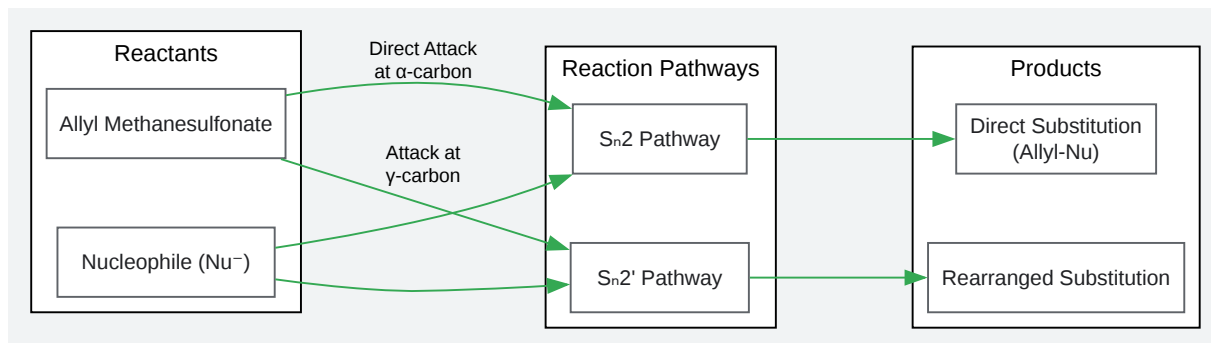 Reactants
Allyl Methanesulfonate
Nucleophile (Nu⁻)
Direct Attack
at α-carbon
Attack at
γ-carbon
Reaction Pathways
Sₙ2 Pathway
Sₙ2' Pathway
Products
Direct Substitution
(Allyl-Nu)
Rearranged Substitution